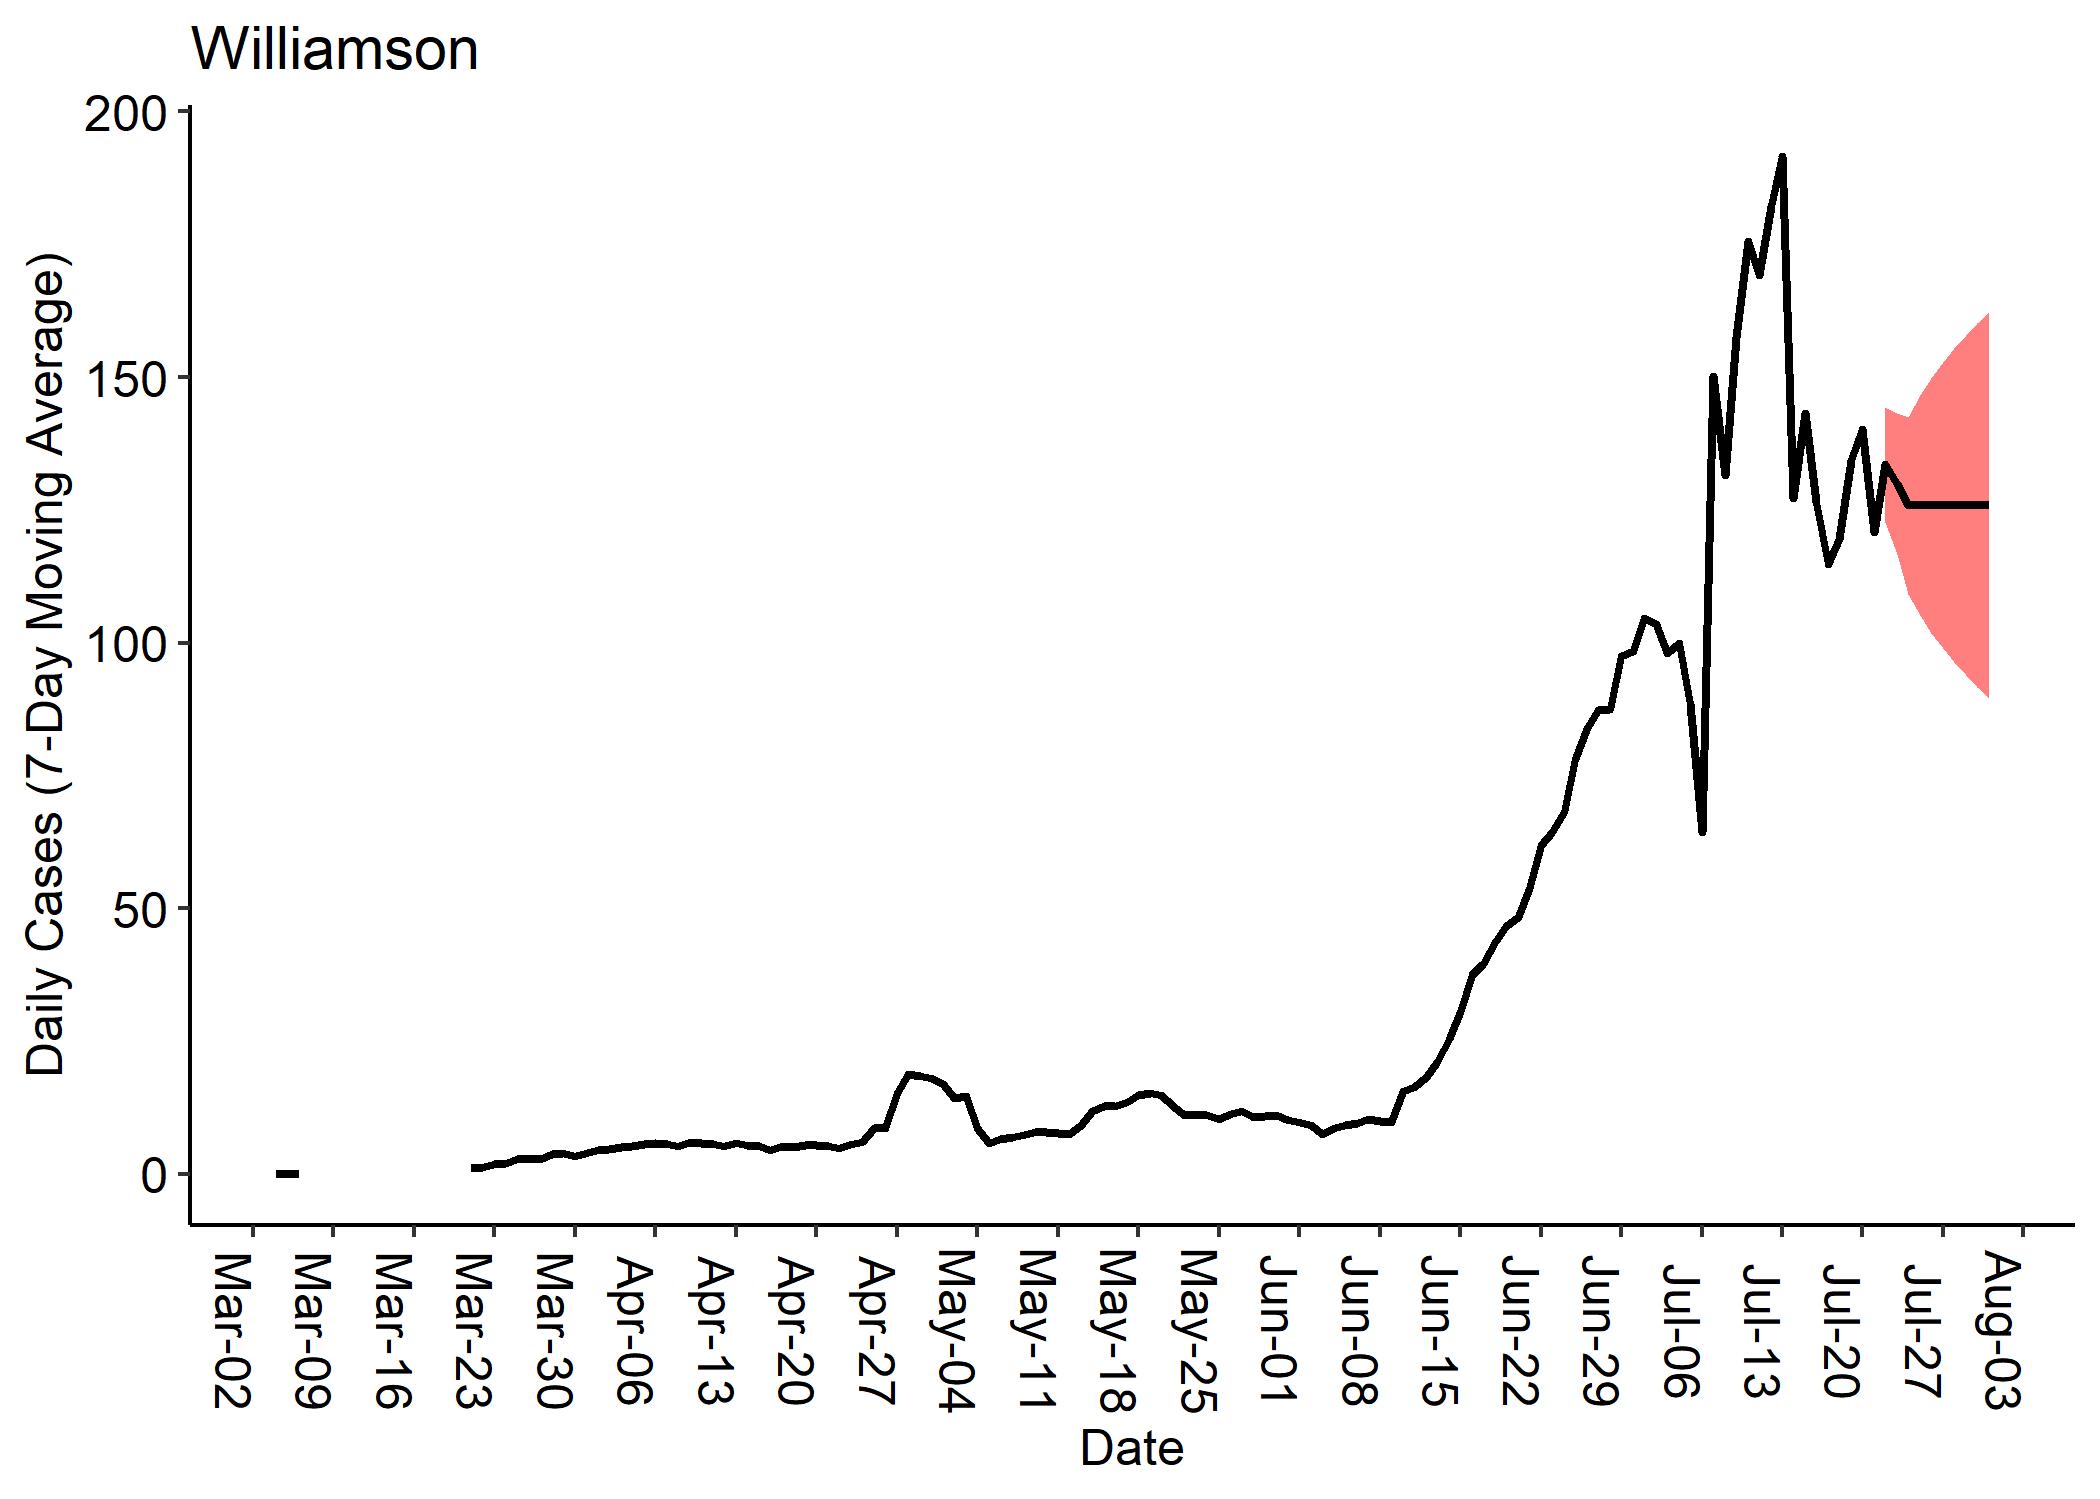 Williamson
Daily Cases (7-Day Moving Average)
200
150
100
50
0
Mar-02
Mar-09
Mar-16
Mar-23
Mar-30
Apr-06
Apr-13
Apr-20
Apr-27
May-04
May-11
May-18
May-25
Jun-01
Jun-08
Jun-15
Jun-22
Jun-29
Jul-06
Jul-13
Jul-20
Jul-27
Aug-03
Date